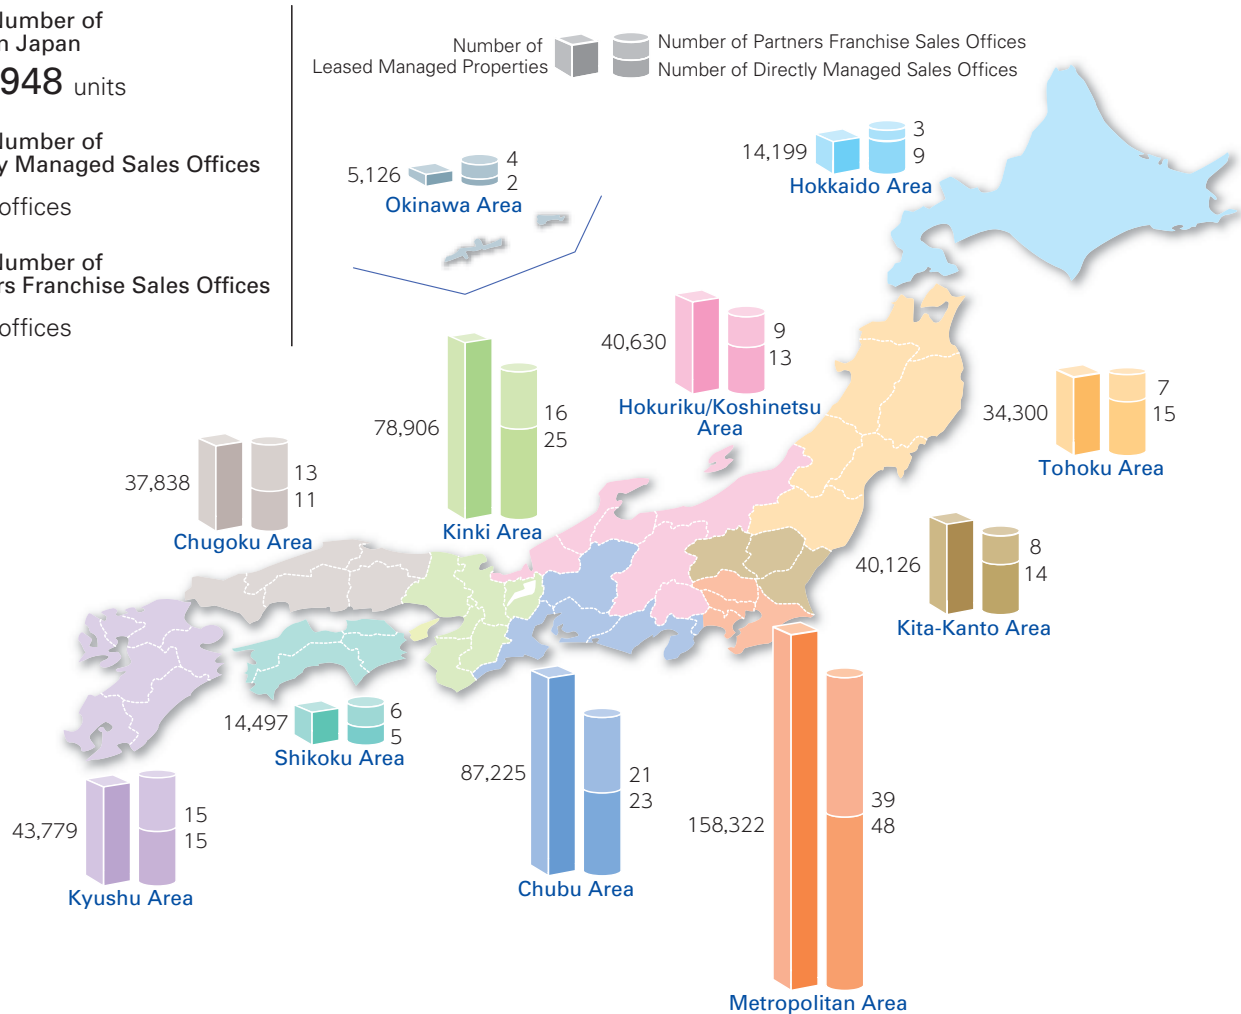 Number of
n Japan
948 units
Number of
y Managed Sales Offices
offices
Number of
rs Franchise Sales Offices
offices
Number of
Leased Managed Properties
Number of Partners Franchise Sales Offices
Number of Directly Managed Sales Offices
5,126
4
2
Okinawa Area
14,199
3
9
Hokkaido Area
40,630
9
13
Hokuriku/Koshinetsu
Area
34,300
7
15
Tohoku Area
78,906
16
25
Kinki Area
37,838
13
11
Chugoku Area
40,126
8
14
Kita-Kanto Area
14,497
6
5
Shikoku Area
87,225
21
23
Chubu Area
158,322
39
48
Metropolitan Area
43,779
15
15
Kyushu Area